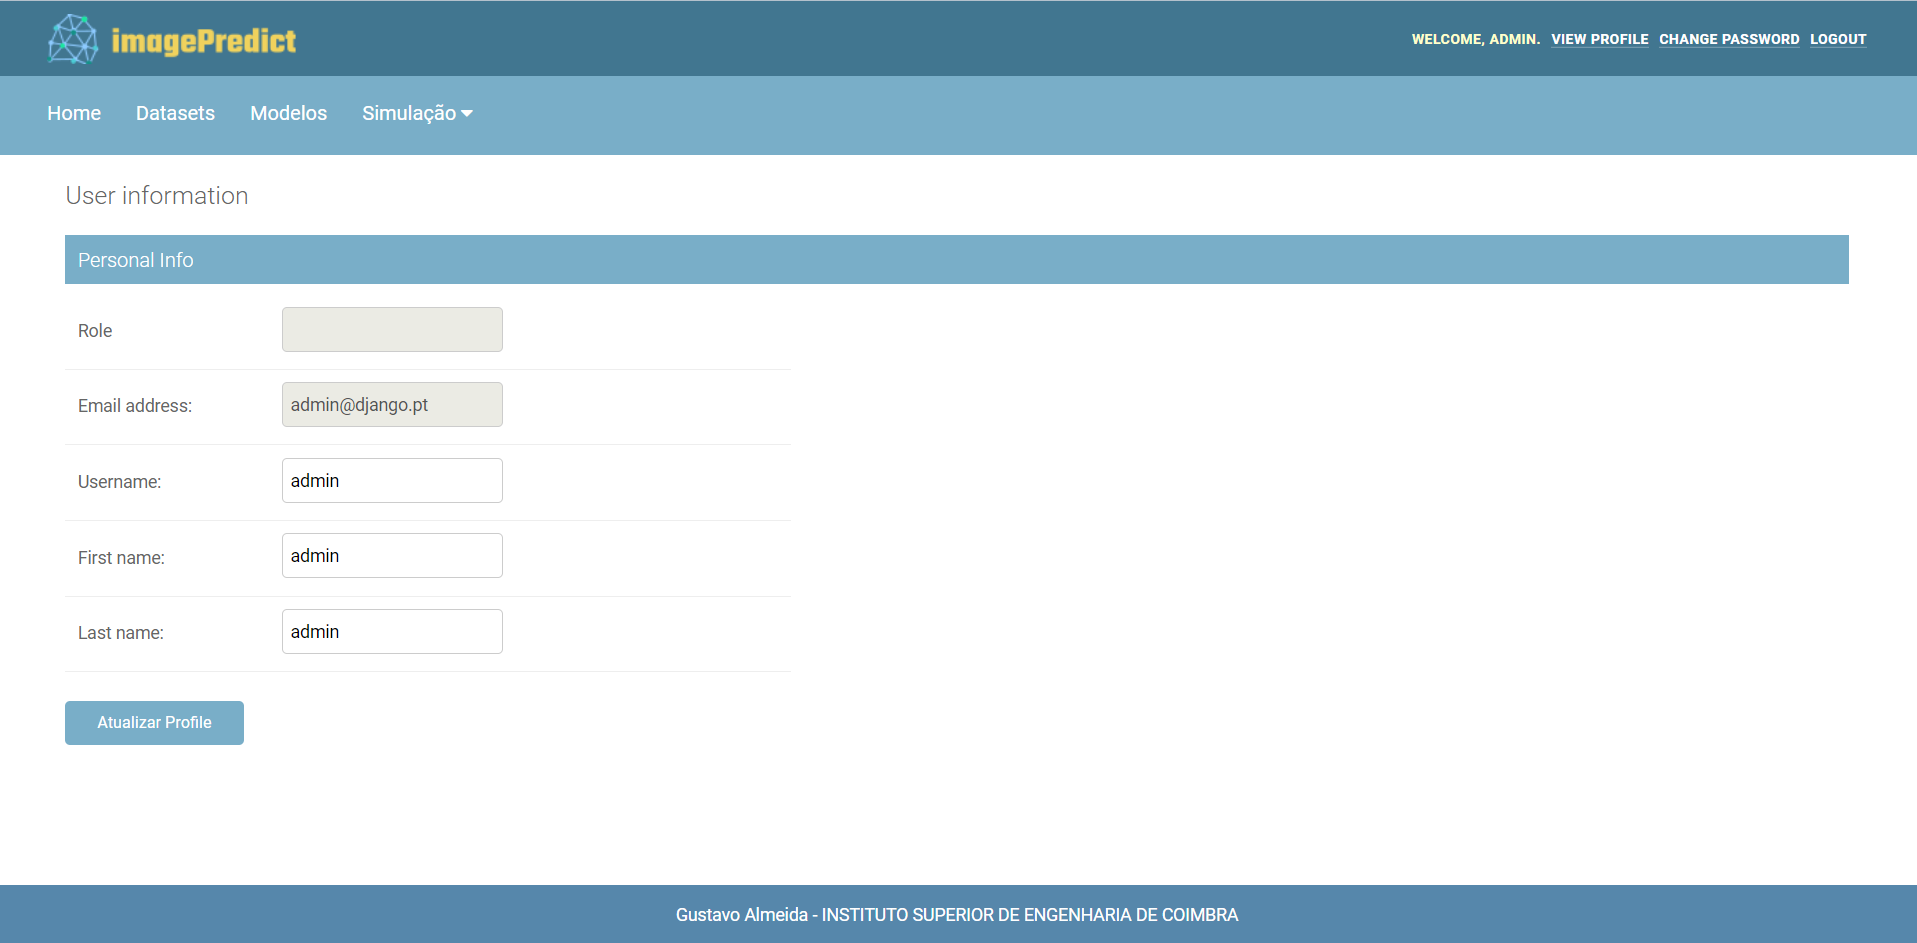 imagePredict
WELCOME, ADMIN. VIEW PROFILE CHANGE PASSWORD LOGOUT
Home Datasets Modelos Simulação
User information
Personal Info
Role
Email address: admin@django.pt
Username: admin
First name: admin
Last name: admin
Atualizar Profile
Gustavo Almeida - INSTITUTO SUPERIOR DE ENGENHARIA DE COIMBRA